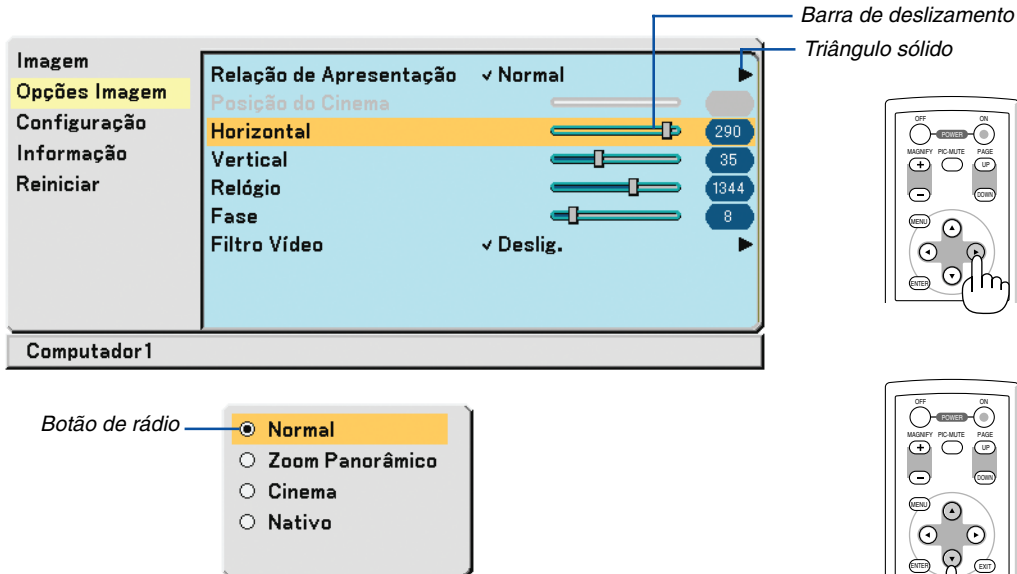 Barra de deslizamento
Triângulo sólido
Imagem
Opções Imagem
Configuração
Informação
Reiniciar
Relação de Apresentação ✓ Normal
Posição do Cinema
Horizontal 290
Vertical 35
Relógio 1344
Fase 8
Filtro Vídeo ✓ Deslig.
Computador1
OFF ON
POWER
MAGNIFY PIC-MUTE PAGE
UP
DOWN
MENU
ENTER
Botão de rádio
Normal
Zoom Panorâmico
Cinema
Nativo
OFF ON
POWER
MAGNIFY PIC-MUTE PAGE
UP
DOWN
MENU
ENTER EXIT